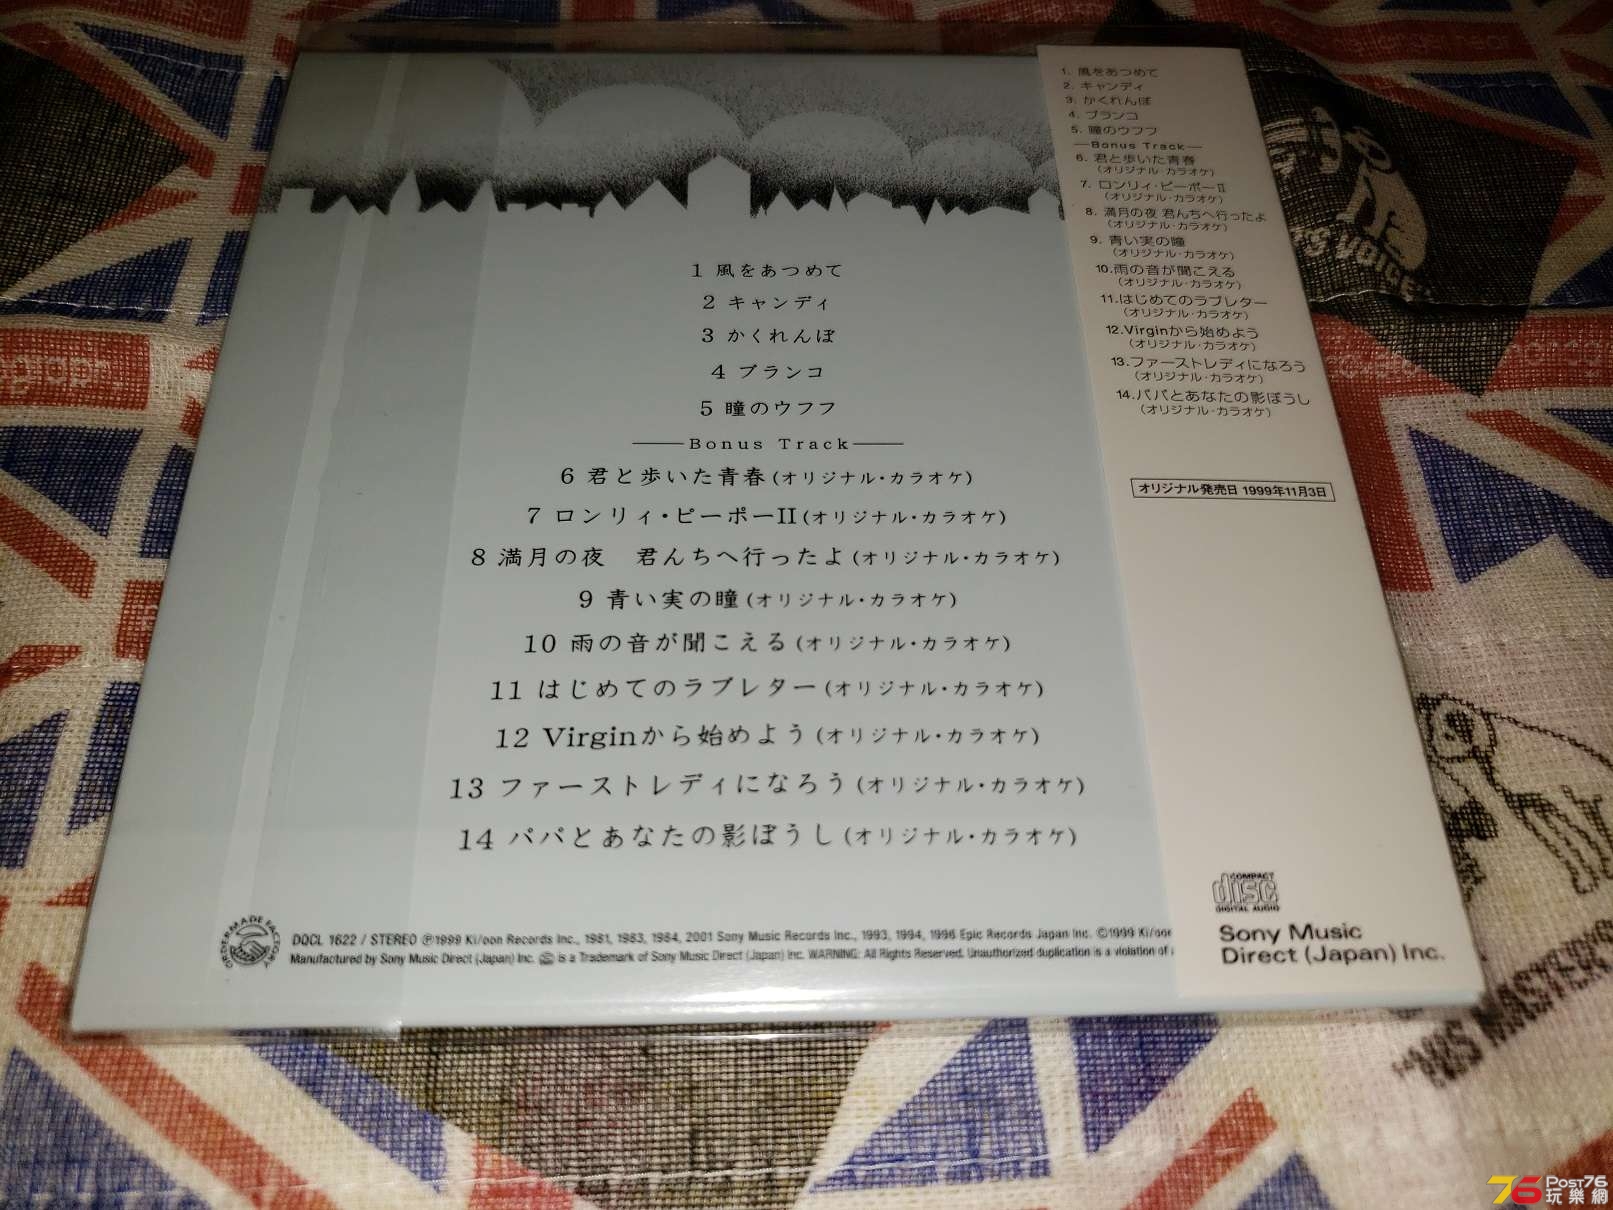 1 風をあつめて
2 キャンディ
3 かくれんぼ
4 ブランコ
5 瞳のウフフ
Bonus Track
6 君と歩いた青春(オリジナル・カラオケ)
7 ロンリィ・ピーポーII(オリジナル・カラオケ)
8 満月の夜 君んちへ行ったよ(オリジナル・カラオケ)
9 青い実の瞳(オリジナル・カラオケ)
10 雨の音が聞こえる(オリジナル・カラオケ)
11 はじめてのラブレター(オリジナル・カラオケ)
12 Virginから始めよう(オリジナル・カラオケ)
13 ファーストレディになろう(オリジナル・カラオケ)
14 パパとあなたの影ぼうし(オリジナル・カラオケ)
ORDERMADE FACTORY
DQCL 1622 / STEREO ℗1999 Ki/oon Records Inc., 1981, 1983, 1984, 2001 Sony Music Records Inc., 1993, 1994, 1996 Epic Records Japan Inc. ©1999 Ki/oon
Manufactured by Sony Music Direct (Japan) Inc. is a Trademark of Sony Music Direct (Japan) Inc. WARNING: All Rights Reserved. Unauthorized duplication is a violation of
1. 風をあつめて
2. キャンディ
3. かくれんぼ
4. ブランコ
5. 瞳のウフフ
—Bonus Track—
6. 君と歩いた青春
(オリジナル・カラオケ)
7. ロンリィ・ピーポーII
(オリジナル・カラオケ)
8. 満月の夜 君んちへ行ったよ
(オリジナル・カラオケ)
9. 青い実の瞳
(オリジナル・カラオケ)
10.雨の音が聞こえる
(オリジナル・カラオケ)
11.はじめてのラブレター
(オリジナル・カラオケ)
12.Virginから始めよう
(オリジナル・カラオケ)
13.ファーストレディになろう
(オリジナル・カラオケ)
14.パパとあなたの影ぼうし
(オリジナル・カラオケ)
オリジナル発売日 1999年11月3日
COMPACT
disc
DIGITAL AUDIO
Sony Music
Direct (Japan) Inc.
VOICE
76 Post76
玩樂網